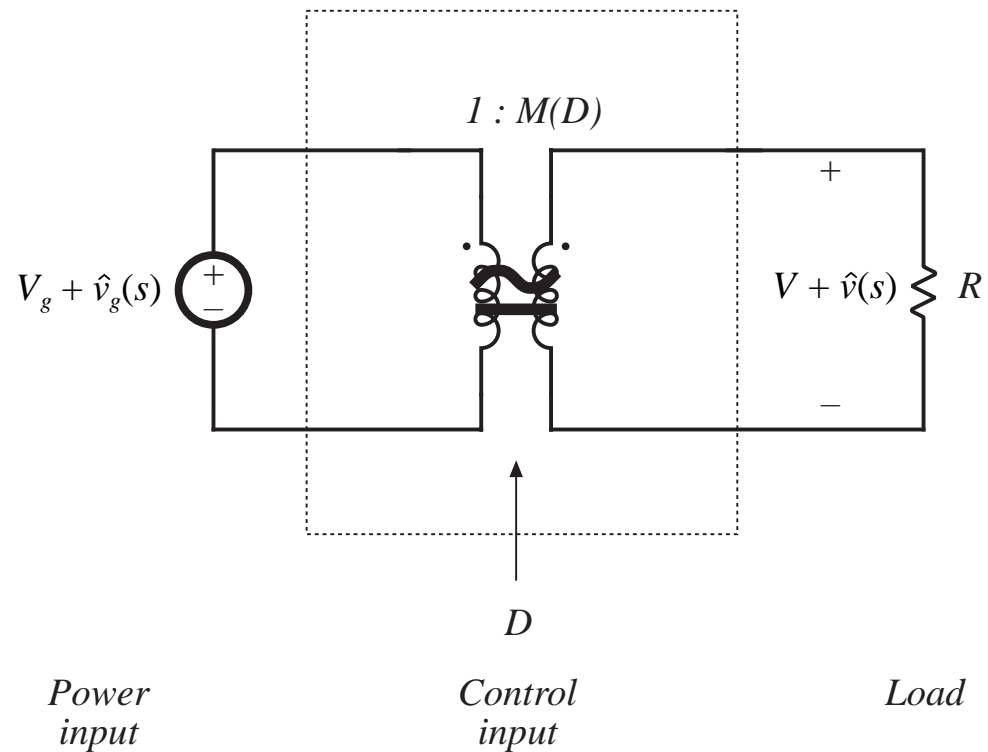 1 : M(D)
+
V_g + v̂_g(s)
+
–
V + v̂(s)
R
–
D
Power
input
Control
input
Load